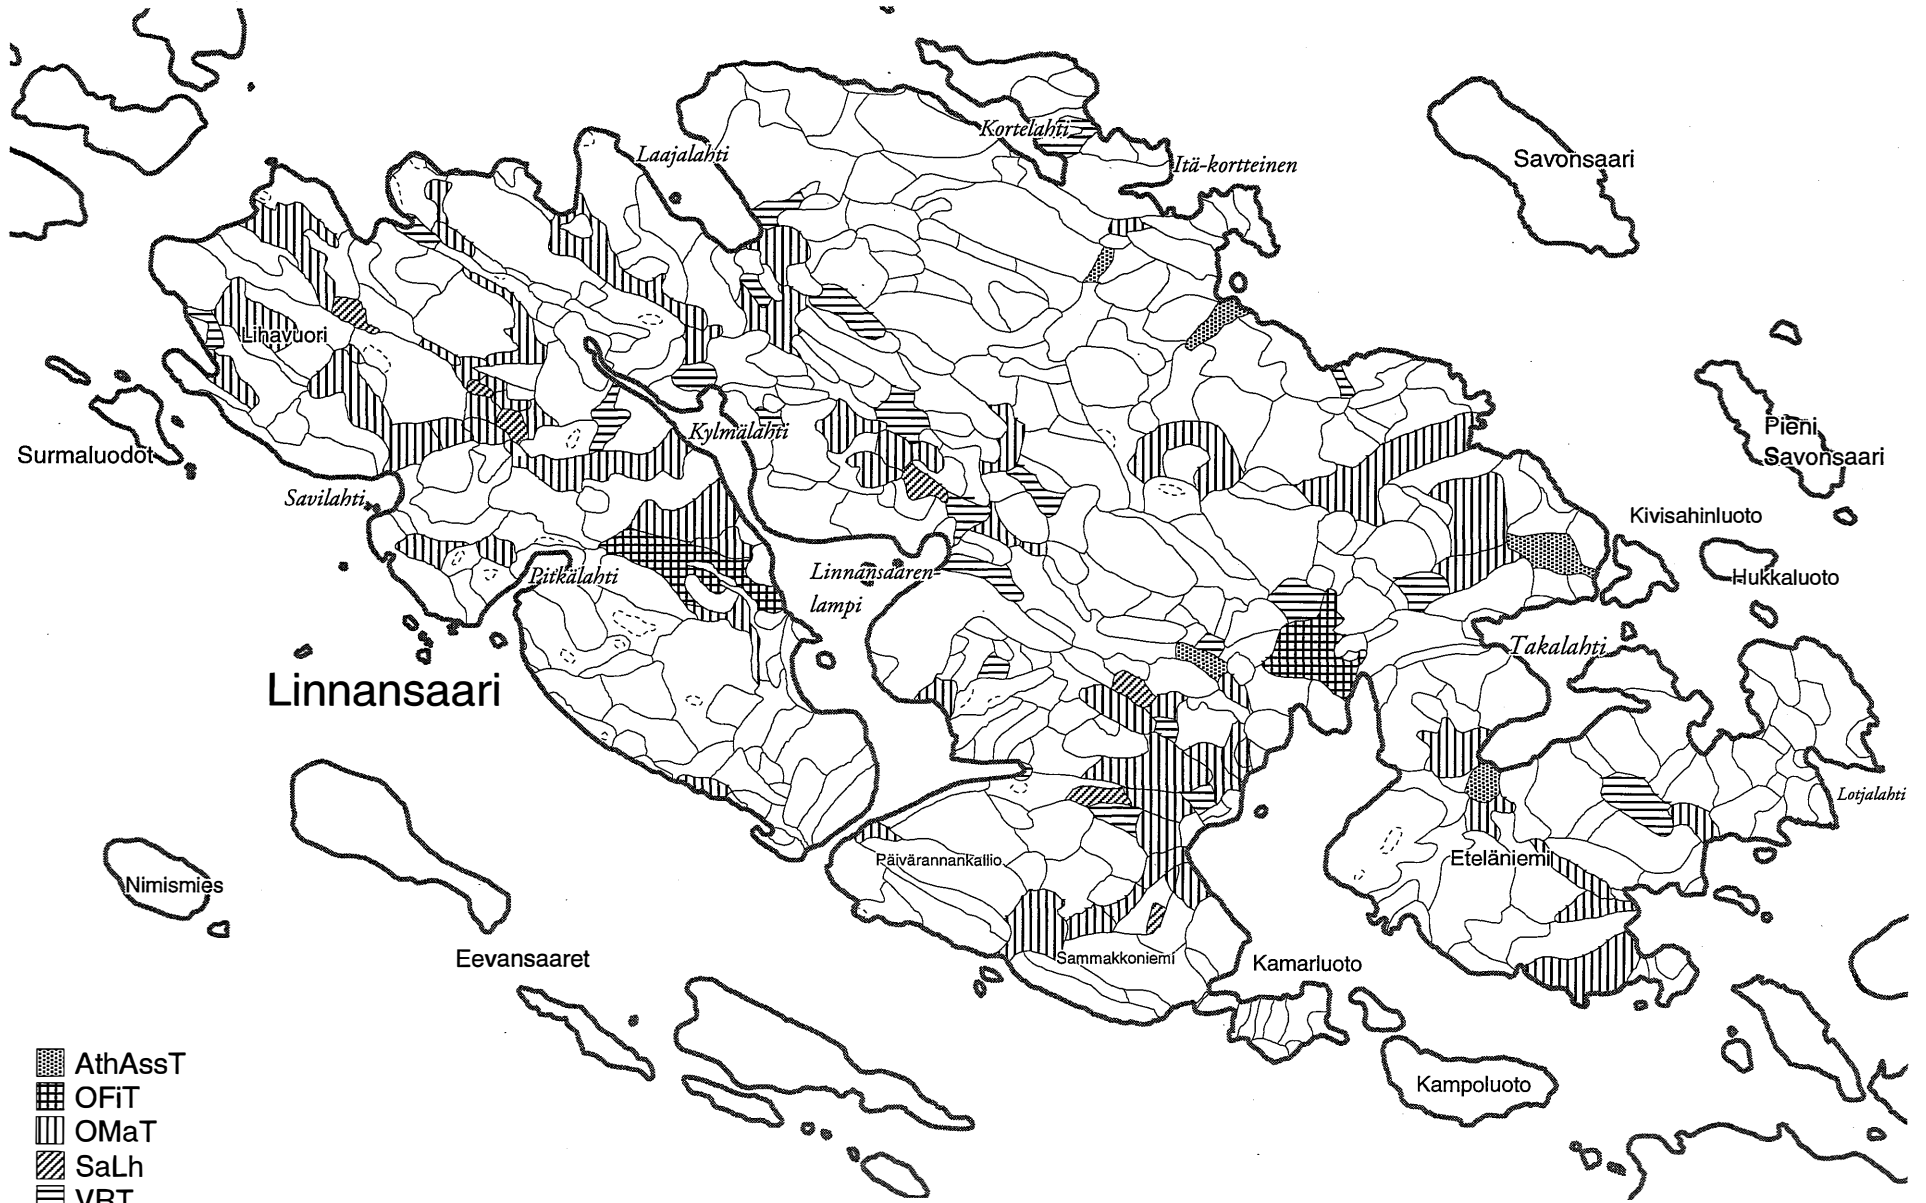 Kortelahti
Laajalahti
Itä-kortteinen
Savonsaari
Lihavuori
Pieni
Savonsaari
Kylmälahti
Surmaluodot
Savilahti
Kivisahinluoto
Linnansaaren-
lampi
Pitkälahti
Hukkaluoto
Takalahti
Linnansaari
Lotjalahti
Päivärannankallio
Eteläniemi
Nimismies
Eevansaaret
Sammakkoniemi
Kamarluoto
Kampoluoto
AthAssT
OFiT
OMaT
SaLh
VRT